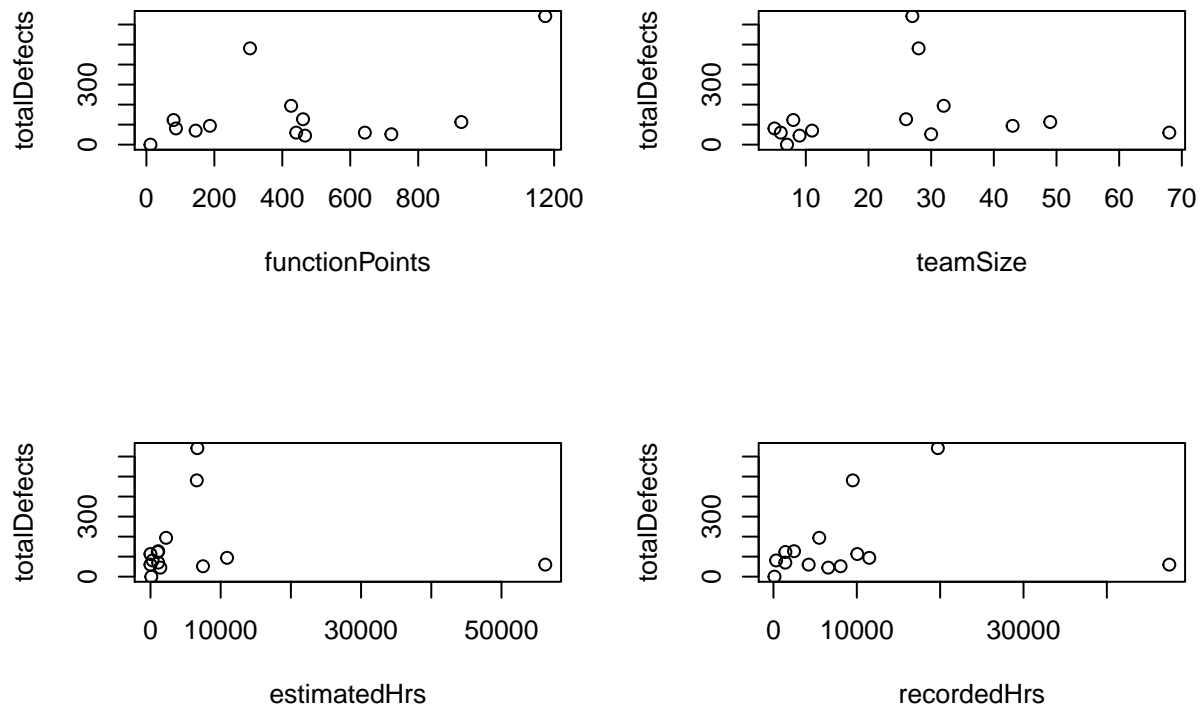 totalDefects
0 300
0 200 400 600 800 1200
functionPoints
totalDefects
0 300
10 20 30 40 50 60 70
teamSize
totalDefects
0 300
0 10000 30000 50000
estimatedHrs
totalDefects
0 300
0 10000 30000
recordedHrs